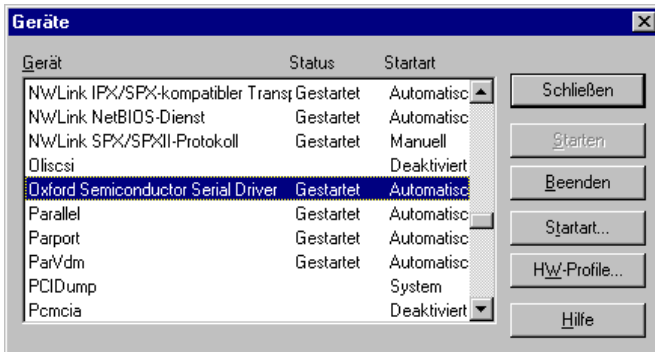 Geräte
Gerät Status Startart
NWLink IPX/SPX-kompatibler Transp Gestartet Automatisc
NWLink NetBIOS-Dienst Gestartet Automatisc
NWLink SPX/SPXII-Protokoll Gestartet Manuell
Oliscsi Deaktiviert
Oxford Semiconductor Serial Driver Gestartet Automatisc
Parallel Gestartet Automatisc
Parport Gestartet Automatisc
ParVdm Gestartet Automatisc
PCIDump System
Pcmcia Deaktiviert
Schließen
Starten
Beenden
Startart...
HW-Profile...
Hilfe